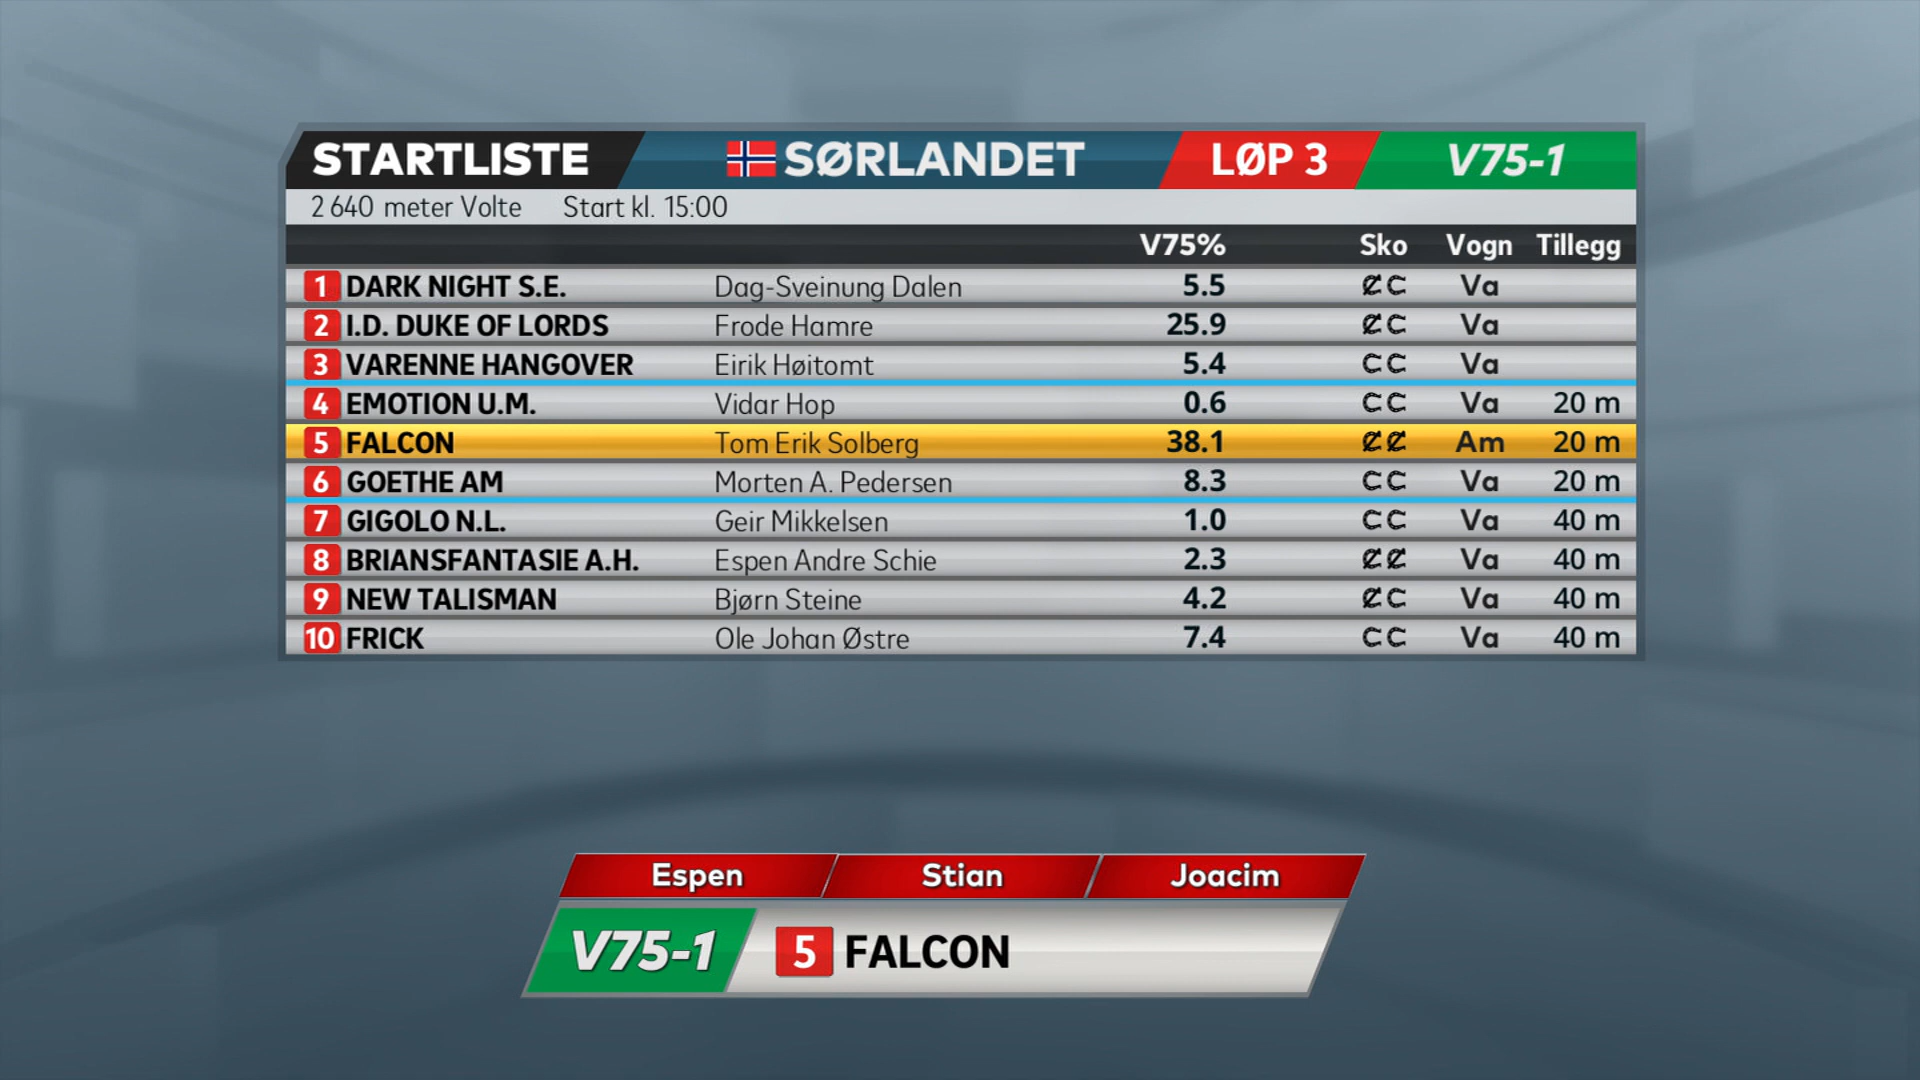 STARTLISTE SØRLANDET LØP 3 V75-1
2 640 meter Volte Start kl. 15:00
V75% Sko Vogn Tillegg
1 DARK NIGHT S.E. Dag-Sveinung Dalen 5.5 Va
2 I.D. DUKE OF LORDS Frode Hamre 25.9 Va
3 VARENNE HANGOVER Eirik Høitomt 5.4 Va
4 EMOTION U.M. Vidar Hop 0.6 Va 20 m
5 FALCON Tom Erik Solberg 38.1 Am 20 m
6 GOETHE AM Morten A. Pedersen 8.3 Va 20 m
7 GIGOLO N.L. Geir Mikkelsen 1.0 Va 40 m
8 BRIANSFANTASIE A.H. Espen Andre Schie 2.3 Va 40 m
9 NEW TALISMAN Bjørn Steine 4.2 Va 40 m
10 FRICK Ole Johan Østre 7.4 Va 40 m
Espen Stian Joacim
V75-1 5 FALCON